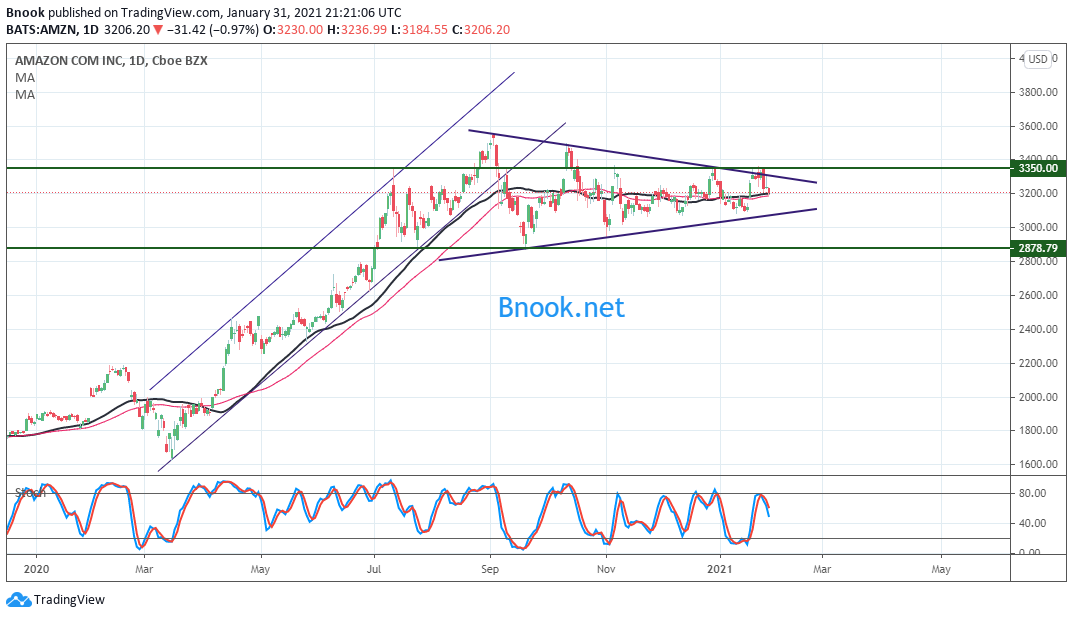 Bnook published on TradingView.com, January 31, 2021 21:21:06 UTC
BATS:AMZN, 1D 3206.20 ▼ −31.42 (−0.97%) O:3230.00 H:3236.99 L:3184.55 C:3206.20
AMAZON COM INC, 1D, Cboe BZX
MA
MA
USD
3800.00
3600.00
3400.00
3350.00
3200.00
3000.00
2878.79
2800.00
2600.00
2400.00
2200.00
2000.00
1800.00
1600.00
Bnook.net
Stoch
80.00
40.00
0.00
2020 Mar May Jul Sep Nov 2021 Mar May
TradingView